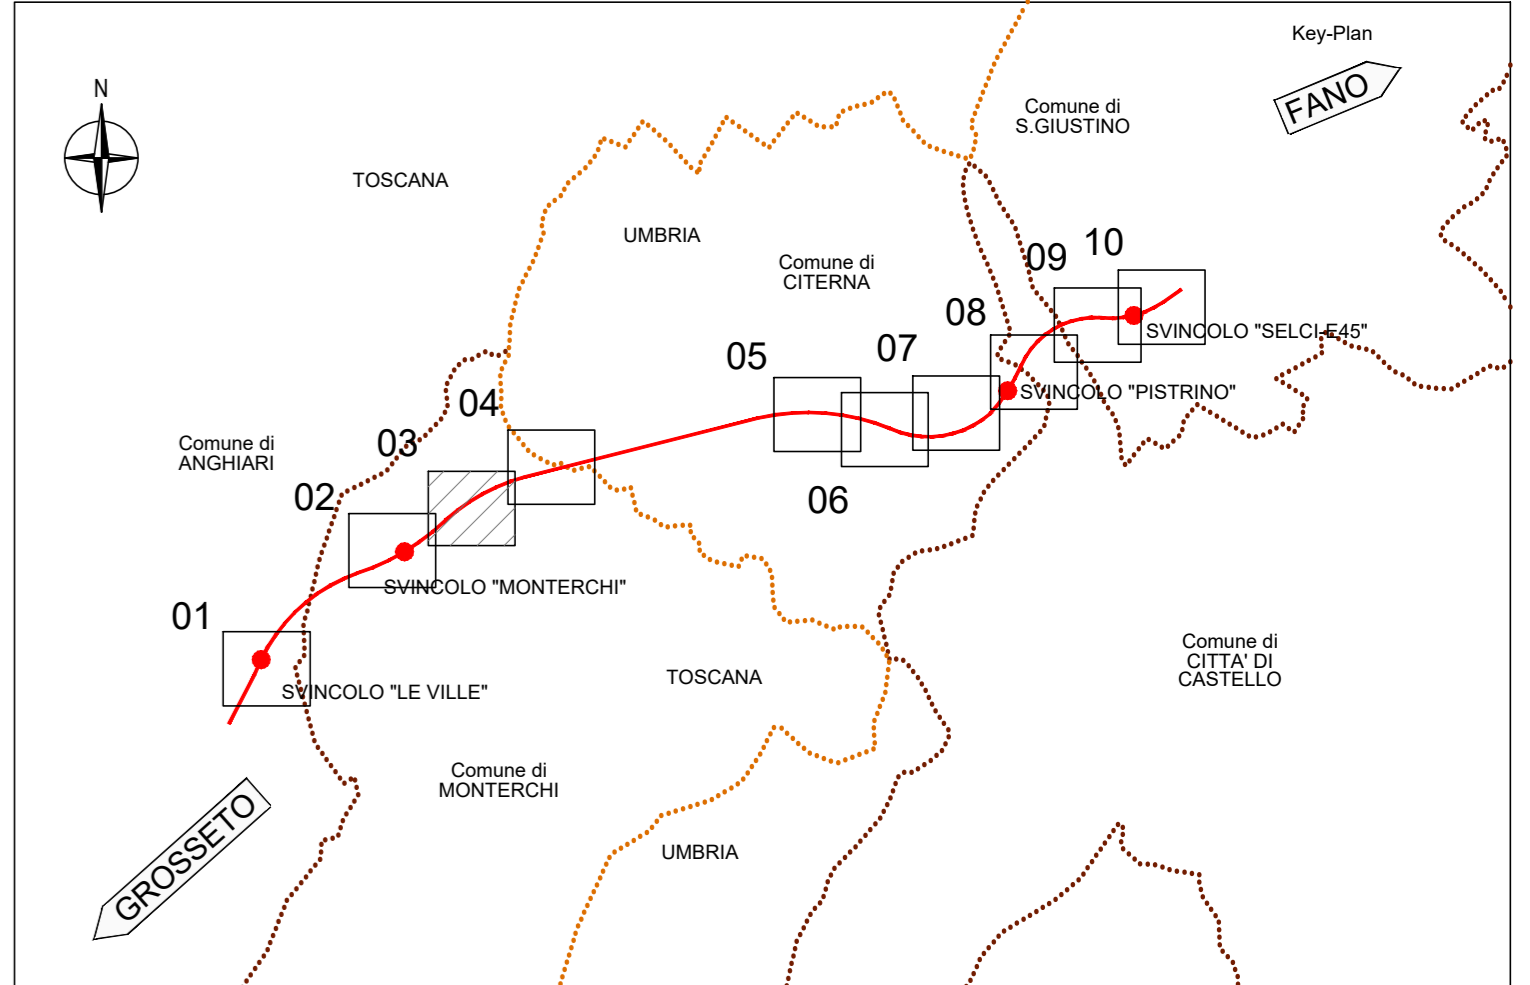 Key-Plan
FANO
N
Comune di
S.GIUSTINO
TOSCANA
UMBRIA
Comune di
CITERNA
09
10
08
SVINCOLO "SELCI-E45"
07
05
SVINCOLO "PISTRINO"
04
03
Comune di
ANGHIARI
02
06
SVINCOLO "MONTERCHI"
01
Comune di
CITTA' DI
CASTELLO
TOSCANA
SVINCOLO "LE VILLE"
Comune di
MONTERCHI
GROSSETO
UMBRIA